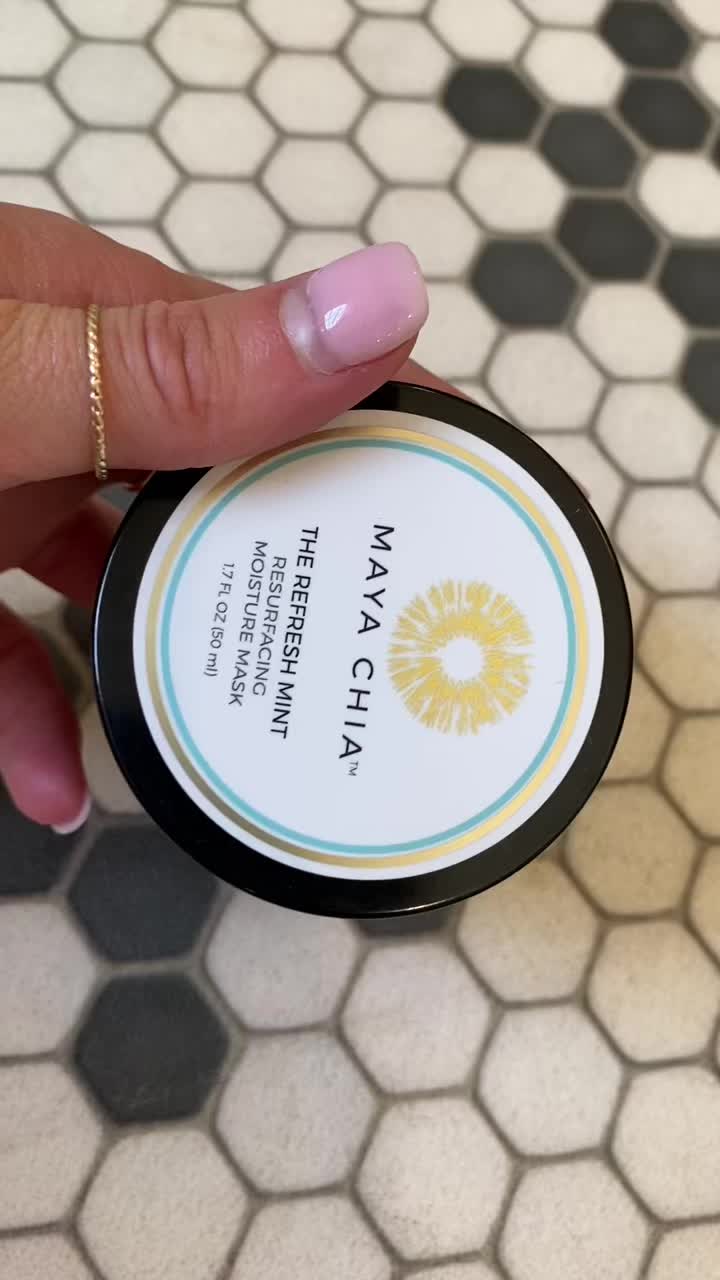 MAYA CHIA™
THE REFRESH MINT
RESURFACING
MOISTURE MASK
1.7 FL OZ (50 ml)